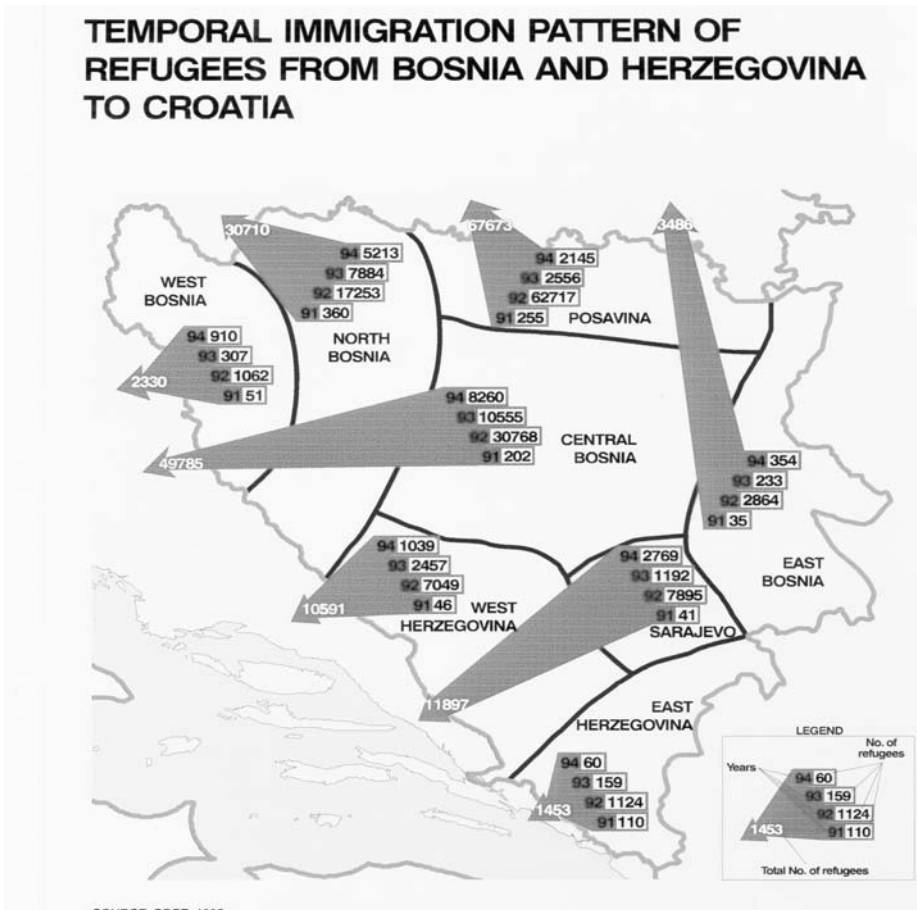 TEMPORAL IMMIGRATION PATTERN OF
REFUGEES FROM BOSNIA AND HERZEGOVINA
TO CROATIA
30710
94 5213
93 7884
92 17253
91 360
67673
94 2145
93 2556
92 62717
91 255
3486
WEST
BOSNIA
NORTH
BOSNIA
POSAVINA
94 910
93 307
92 1062
91 51
2330
94 8260
93 10555
92 30768
91 202
49785
CENTRAL
BOSNIA
94 354
93 233
92 2864
91 35
EAST
BOSNIA
94 1039
93 2457
92 7049
91 46
10591
WEST
HERZEGOVINA
94 2769
93 1192
92 7895
91 41
SARAJEVO
11897
EAST
HERZEGOVINA
94 60
93 159
92 1124
91 110
1453
LEGEND
No. of
refugees
Years
94 60
93 159
92 1124
91 110
1453
Total No. of refugees